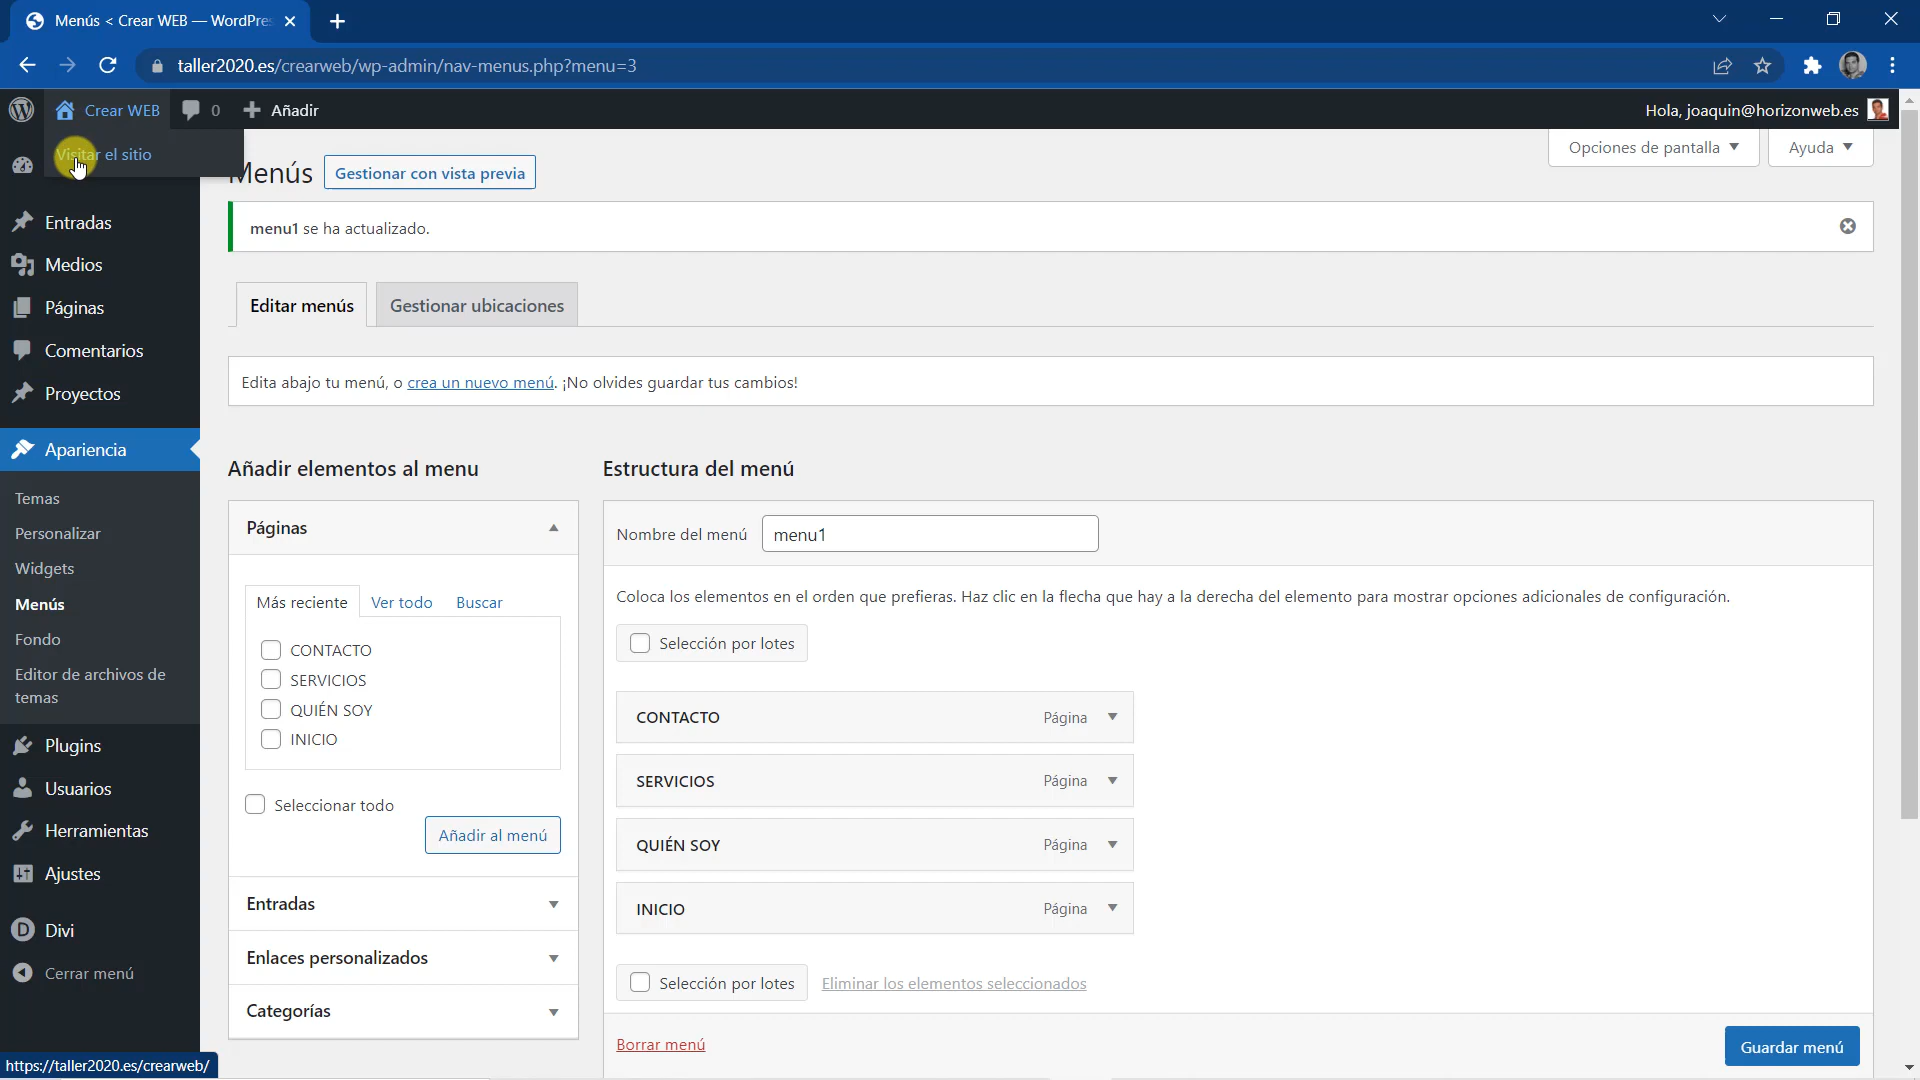 Menús < Crear WEB — WordPres
taller2020.es/crearweb/wp-admin/nav-menus.php?menu=3
Crear WEB 0 Añadir
Hola, joaquin@horizonweb.es
Visitar el sitio
Menús
Gestionar con vista previa
Opciones de pantalla
Ayuda
menu1 se ha actualizado.
Entradas
Medios
Páginas
Comentarios
Proyectos
Apariencia
Temas
Personalizar
Widgets
Menús
Fondo
Editor de archivos de
temas
Plugins
Usuarios
Herramientas
Ajustes
Divi
Cerrar menú
Editar menús
Gestionar ubicaciones
Edita abajo tu menú, o crea un nuevo menú. ¡No olvides guardar tus cambios!
Añadir elementos al menu
Páginas
Más reciente
Ver todo
Buscar
CONTACTO
SERVICIOS
QUIÉN SOY
INICIO
Seleccionar todo
Añadir al menú
Entradas
Enlaces personalizados
Categorías
Estructura del menú
Nombre del menú
menu1
Coloca los elementos en el orden que prefieras. Haz clic en la flecha que hay a la derecha del elemento para mostrar opciones adicionales de configuración.
Selección por lotes
CONTACTO Página
SERVICIOS Página
QUIÉN SOY Página
INICIO Página
Selección por lotes
Eliminar los elementos seleccionados
Borrar menú
Guardar menú
https://taller2020.es/crearweb/